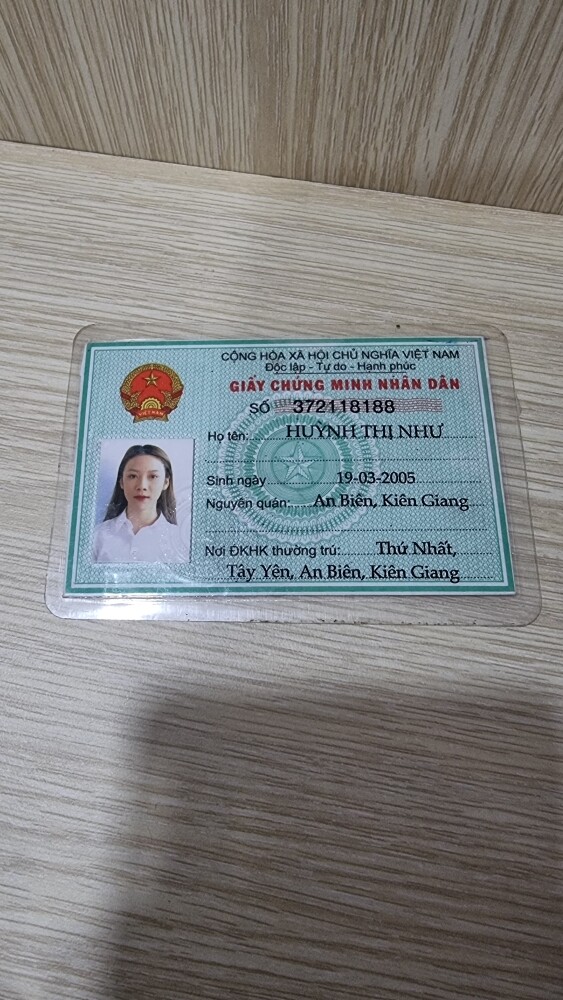 CỘNG HÒA XÃ HỘI CHỦ NGHĨA VIỆT NAM
Độc lập - Tự do - Hạnh phúc
GIẤY CHỨNG MINH NHÂN DÂN
SỐ 372118188
Họ tên: HUỲNH THỊ NHƯ
Sinh ngày 19-03-2005
Nguyên quán: An Biên, Kiên Giang
Nơi ĐKHK thường trú: Thứ Nhất,
Tây Yên, An Biên, Kiên Giang
VIỆT NAM